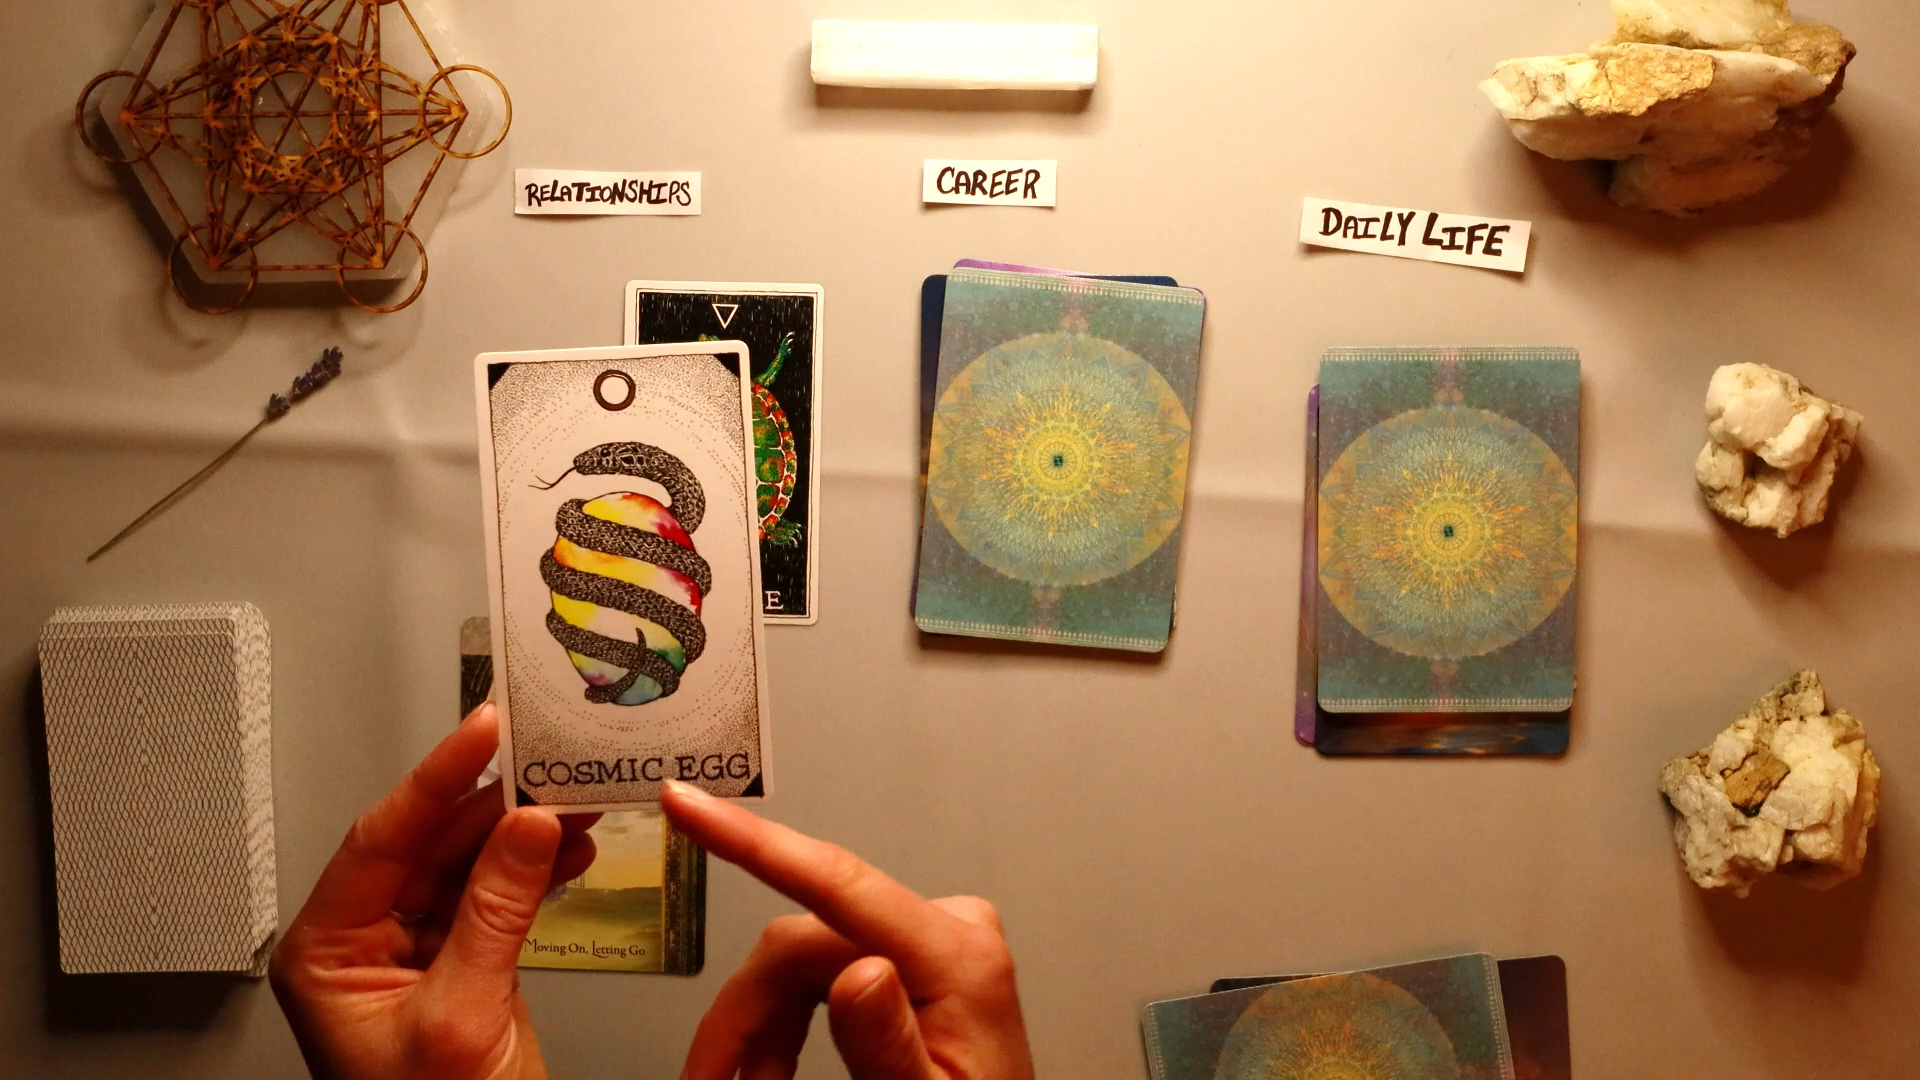 RELATIONSHIPS
CAREER
DAILY LIFE
E
COSMIC EGG
Moving On, Letting Go